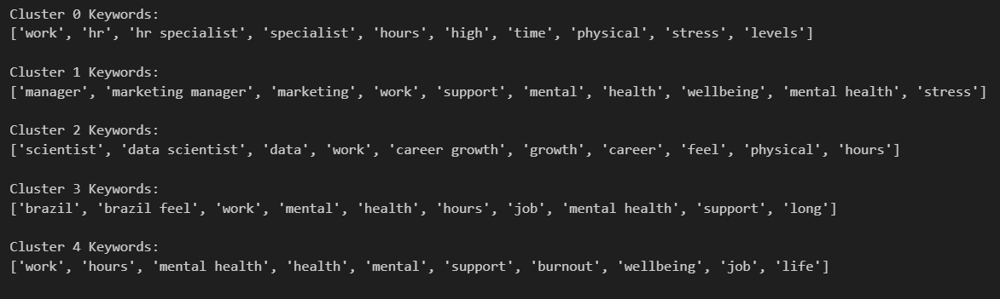 Cluster 0 Keywords:
['work', 'hr', 'hr specialist', 'specialist', 'hours', 'high', 'time', 'physical', 'stress', 'levels']
Cluster 1 Keywords:
['manager', 'marketing manager', 'marketing', 'work', 'support', 'mental', 'health', 'wellbeing', 'mental health', 'stress']
Cluster 2 Keywords:
['scientist', 'data scientist', 'data', 'work', 'career growth', 'growth', 'career', 'feel', 'physical', 'hours']
Cluster 3 Keywords:
['brazil', 'brazil feel', 'work', 'mental', 'health', 'hours', 'job', 'mental health', 'support', 'long']
Cluster 4 Keywords:
['work', 'hours', 'mental health', 'health', 'mental', 'support', 'burnout', 'wellbeing', 'job', 'life']